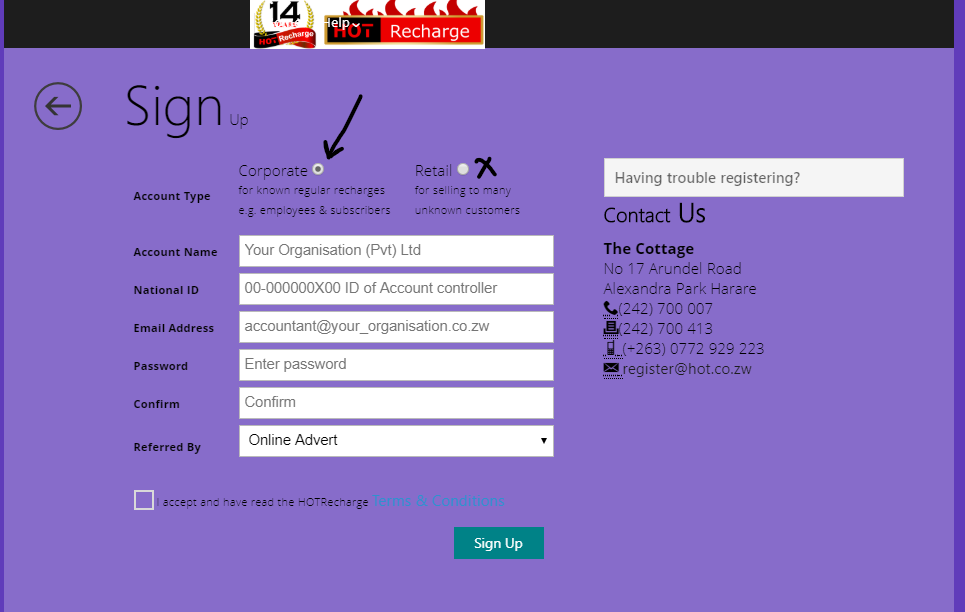 14
Help
HOT Recharge
HOT Recharge
Sign Up
Corporate
Retail
Account Type
for known regular recharges
e.g. employees & subscribers
for selling to many
unknown customers
Account Name
Your Organisation (Pvt) Ltd
National ID
00-000000X00 ID of Account controller
Email Address
accountant@your_organisation.co.zw
Password
Enter password
Confirm
Confirm
Referred By
Online Advert
I accept and have read the HOTRecharge Terms & Conditions
Sign Up
Having trouble registering?
Contact Us
The Cottage
No 17 Arundel Road
Alexandra Park Harare
(242) 700 007
(242) 700 413
(+263) 0772 929 223
register@hot.co.zw